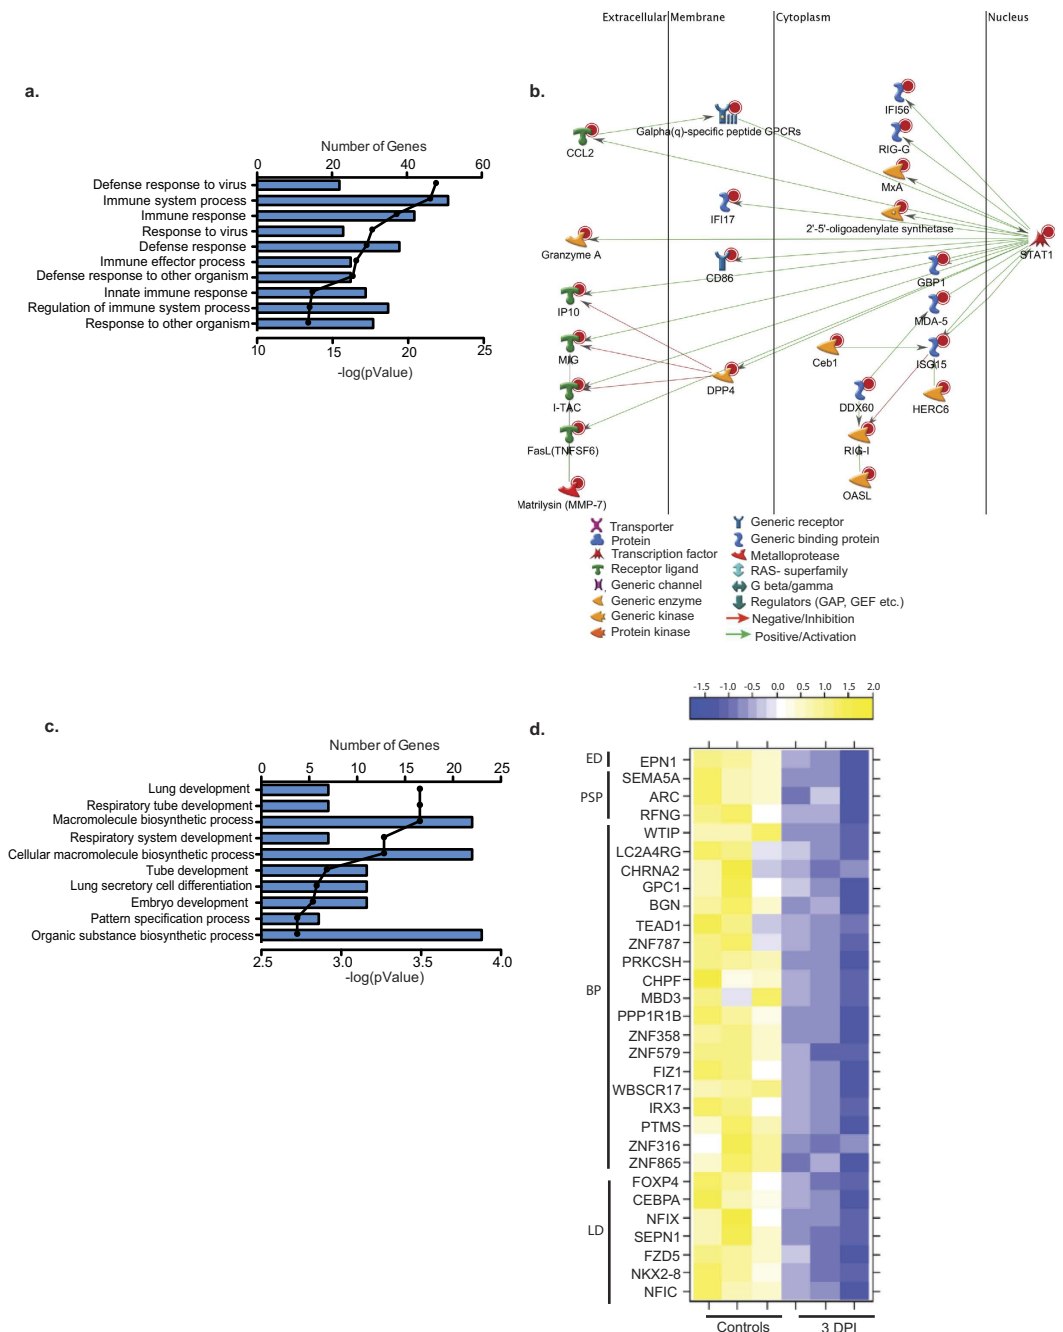 a.
Number of Genes
0 20 40 60
Defense response to virus
Immune system process
Immune response
Response to virus
Defense response
Immune effector process
Defense response to other organism
Innate immune response
Regulation of immune system process
Response to other organism
10 15 20 25
-log(pValue)
b.
Extracellular Membrane Cytoplasm Nucleus
IFI56
Galpha(q)-specific peptide GPCRs
CCL2
RIG-G
MxA
IFI17
2'-5'-oligoadenylate synthetase
Granzyme A
STAT1
CD86
GBP1
IP10
MDA-5
MIG
Ceb1
ISG15
DPP4
I-TAC
DDX60
HERC6
FasL(TNFSF6)
RIG-I
OASL
Matrilysin (MMP-7)
Transporter
Protein
Transcription factor
Receptor ligand
Generic channel
Generic enzyme
Generic kinase
Protein kinase
Generic receptor
Generic binding protein
Metalloprotease
RAS- superfamily
G beta/gamma
Regulators (GAP, GEF etc.)
Negative/Inhibition
Positive/Activation
c.
Number of Genes
0 5 10 15 20 25
Lung development
Respiratory tube development
Macromolecule biosynthetic process
Respiratory system development
Cellular macromolecule biosynthetic process
Tube development
Lung secretory cell differentiation
Embryo development
Pattern specification process
Organic substance biosynthetic process
2.5 3.0 3.5 4.0
-log(pValue)
d.
-1.5 -1.0 -0.5 0.0 0.5 1.0 1.5 2.0
ED
PSP
BP
LD
EPN1
SEMA5A
ARC
RFNG
WTIP
LC2A4RG
CHRNA2
GPC1
BGN
TEAD1
ZNF787
PRKCSH
CHPF
MBD3
PPP1R1B
ZNF358
ZNF579
FIZ1
WBSCR17
IRX3
PTMS
ZNF316
ZNF865
FOXP4
CEBPA
NFIX
SEPN1
FZD5
NKX2-8
NFIC
Controls 3 DPI